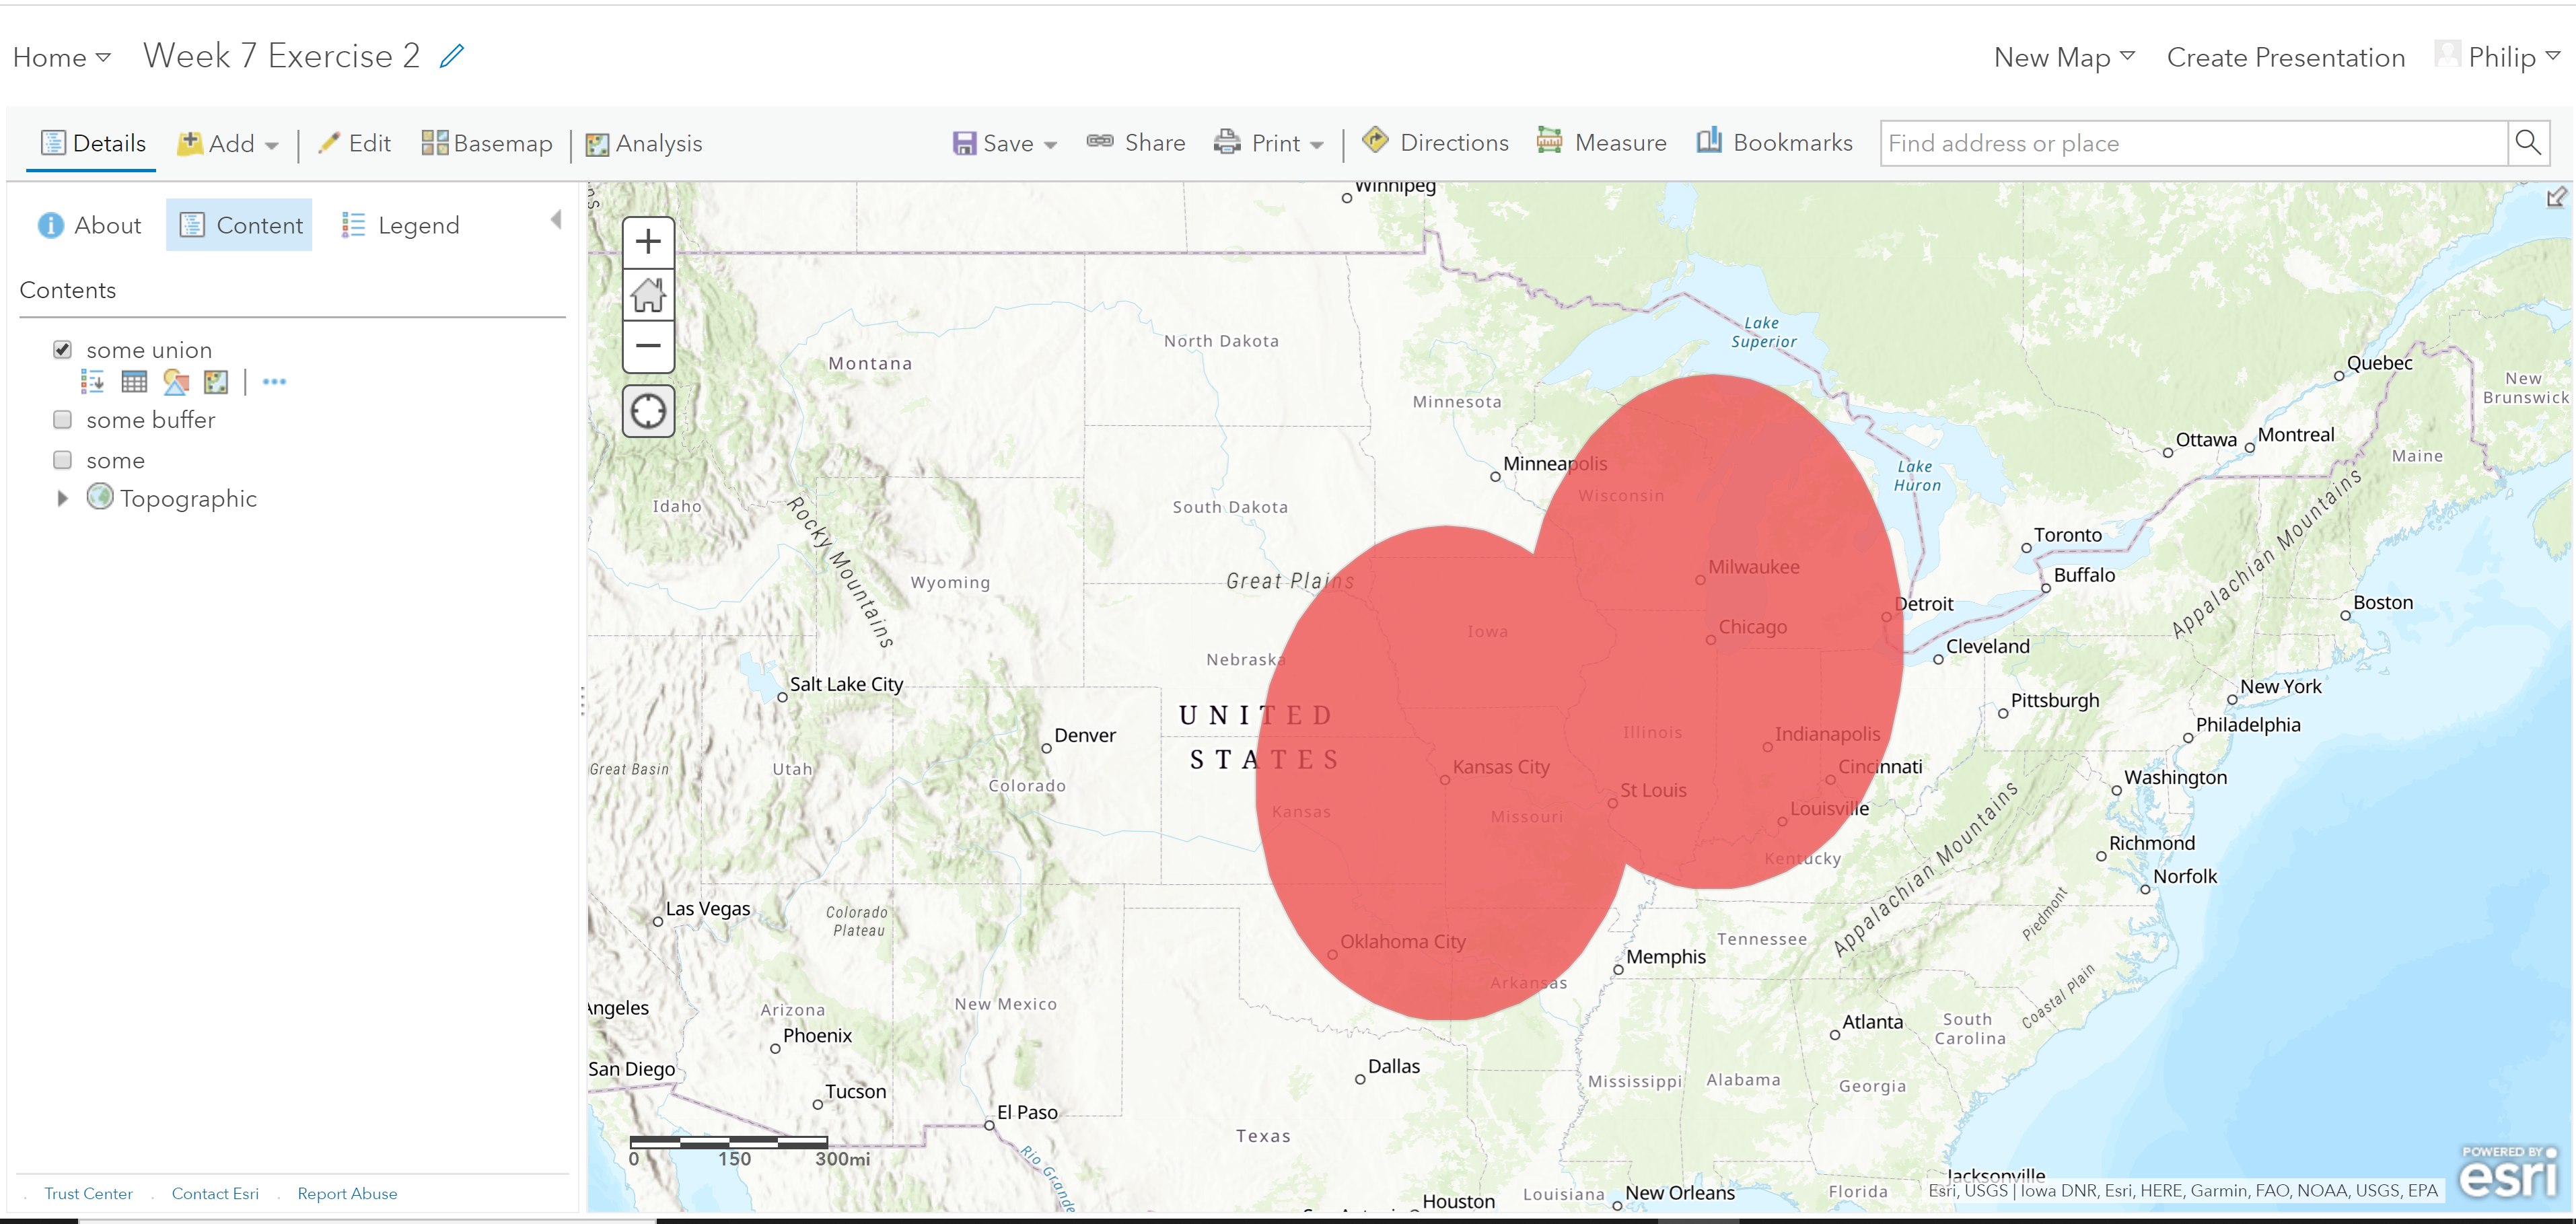 Home Week 7 Exercise 2 New Map Create Presentation Philip
Details Add Edit Basemap Analysis Save Share Print Directions Measure Bookmarks Find address or place
About Content Legend
Contents
some union
some buffer
some
Topographic
Trust Center Contact Esri Report Abuse
Winnipeg
Lake
Superior
North Dakota
Montana
Quebec
New
Brunswick
Minnesota
Ottawa
Montreal
Maine
Minneapolis
Lake
Huron
Wisconsin
Idaho
South Dakota
Rocky Mountains
Toronto
Appalachian Mountains
Milwaukee
Great Plains
Wyoming
Buffalo
Detroit
Boston
Chicago
Iowa
Cleveland
Nebraska
Salt Lake City
New York
Pittsburgh
UNITED
STATES
Philadelphia
Denver
Illinois
Indianapolis
Great Basin
Utah
Kansas City
Cincinnati
Washington
Colorado
St Louis
Kansas
Missouri
Louisville
Richmond
Kentucky
Appalachian Mountains
Norfolk
Las Vegas
Colorado
Plateau
Piedmont
Oklahoma City
Tennessee
Memphis
Arkansas
Coastal Plain
Angeles
Arizona
New Mexico
Phoenix
Atlanta
South
Carolina
San Diego
Dallas
Mississippi
Alabama
Georgia
Tucson
El Paso
Texas
0 150 300mi
Rio Grande
Jacksonville
Houston
Louisiana
New Orleans
Florida
Esri, USGS | Iowa DNR, Esri, HERE, Garmin, FAO, NOAA, USGS, EPA
POWERED BY
esri